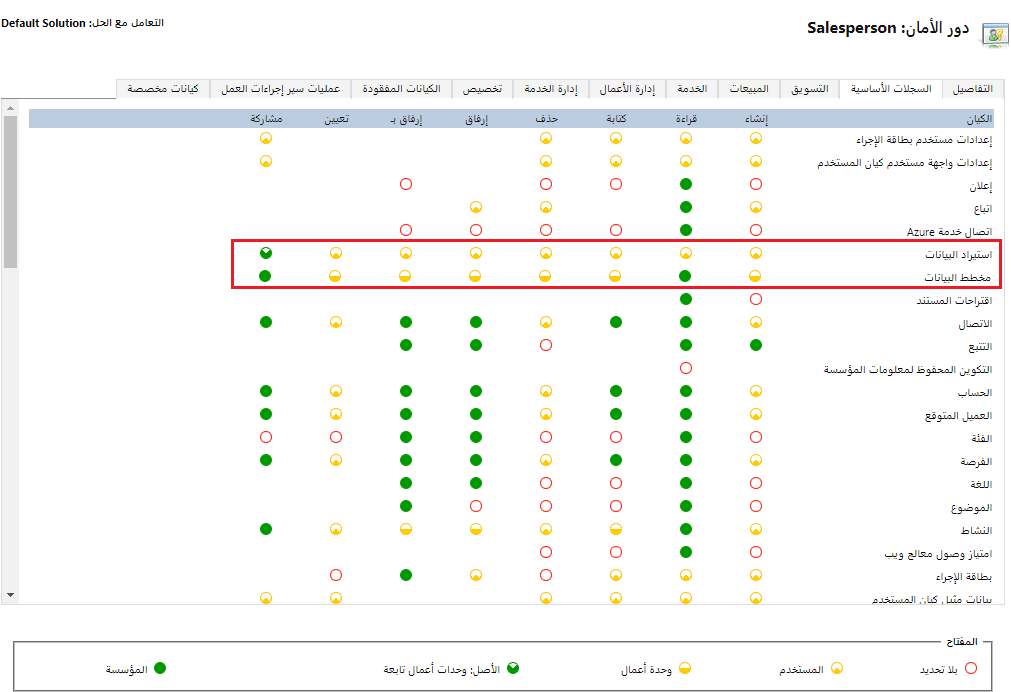 التعامل مع الحل: Default Solution
دور الأمان: Salesperson
التفاصيل السجلات الأساسية التسويق المبيعات الخدمة إدارة الأعمال إدارة الخدمة تخصيص الكيانات المفقودة عمليات سير إجراءات العمل كيانات مخصصة
الكيان إنشاء قراءة كتابة حذف إرفاق إرفاق بـ تعيين مشاركة
إعدادات مستخدم بطاقة الإجراء
إعدادات واجهة مستخدم كيان المستخدم
إعلان
اتباع
اتصال خدمة Azure
استيراد البيانات
مخطط البيانات
اقتراحات المستند
الاتصال
التتبع
التكوين المحفوظ لمعلومات المؤسسة
الحساب
العميل المتوقع
الفئة
الفرصة
اللغة
الموضوع
النشاط
امتياز وصول معالج ويب
بطاقة الإجراء
بيانات مثيل كيان المستخدم
المفتاح
بلا تحديد المستخدم وحدة أعمال الأصل: وحدات أعمال تابعة المؤسسة